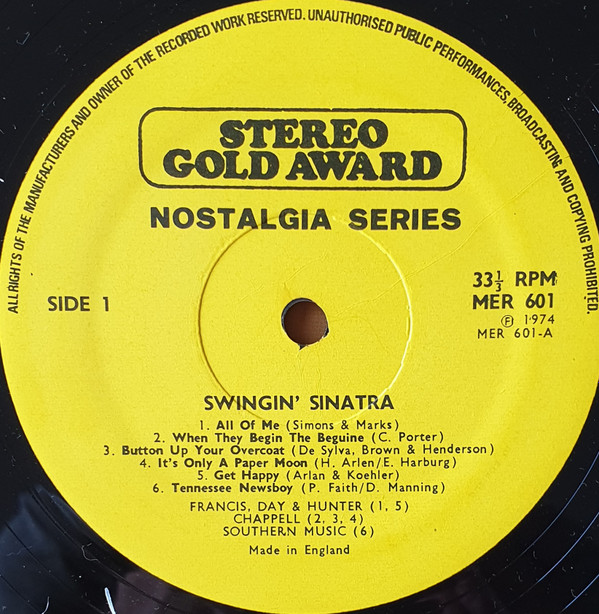 ALL RIGHTS OF THE MANUFACTURERS AND OWNER OF THE RECORDED WORK RESERVED. UNAUTHORISED PUBLIC PERFORMANCES, BROADCASTING AND COPYING PROHIBITED.
STEREO
GOLD AWARD
NOSTALGIA SERIES
SIDE 1
33⅓ RPM
MER 601
Ⓟ 1974
MER 601-A
SWINGIN' SINATRA
1. All Of Me (Simons & Marks)
2. When They Begin The Beguine (C. Porter)
3. Button Up Your Overcoat (De Sylva, Brown & Henderson)
4. It's Only A Paper Moon (H. Arlen/E. Harburg)
5. Get Happy (Arlan & Koehler)
6. Tennessee Newsboy (P. Faith/D. Manning)
FRANCIS, DAY & HUNTER (1, 5)
CHAPPELL (2, 3, 4)
SOUTHERN MUSIC (6)
Made in England